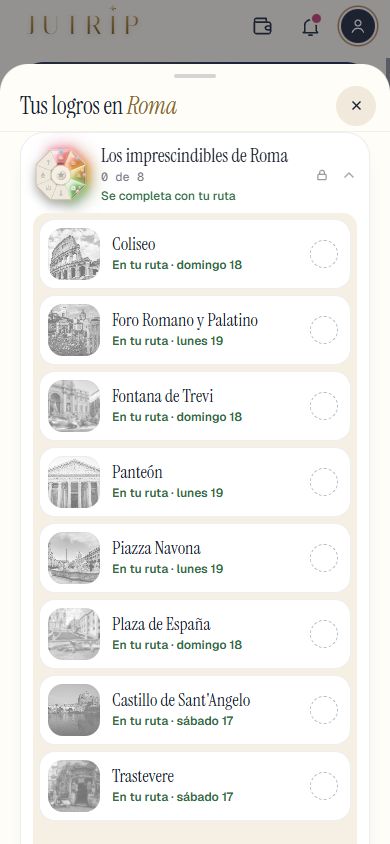 JUTRIP
Tus logros en Roma
Los imprescindibles de Roma
0 de 8
Se completa con tu ruta
Coliseo
En tu ruta · domingo 18
Foro Romano y Palatino
En tu ruta · lunes 19
Fontana de Trevi
En tu ruta · domingo 18
Panteón
En tu ruta · lunes 19
Piazza Navona
En tu ruta · lunes 19
Plaza de España
En tu ruta · domingo 18
Castillo de Sant'Angelo
En tu ruta · sábado 17
Trastevere
En tu ruta · sábado 17